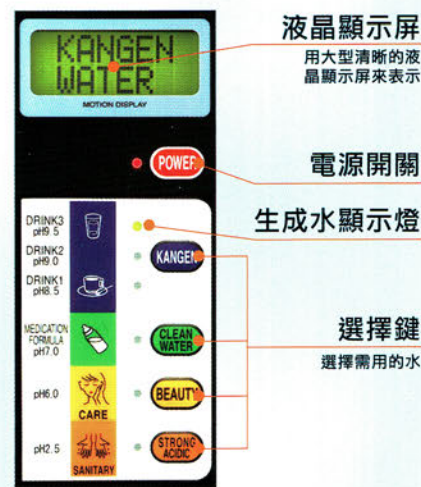 KANGEN
WATER
MOTION DISPLAY
液晶顯示屏
用大型清晰的液
晶顯示屏來表示
POWER
電源開關
生成水顯示燈
DRINK3
pH9.5
DRINK2
pH9.0
KANGEN
DRINK1
pH8.5
選擇鍵
選擇需用的水
MEDICATION
FORMULA
pH7.0
CLEAN
WATER
pH6.0
CARE
BEAUTY
pH2.5
SANITARY
STRONG
ACIDIC